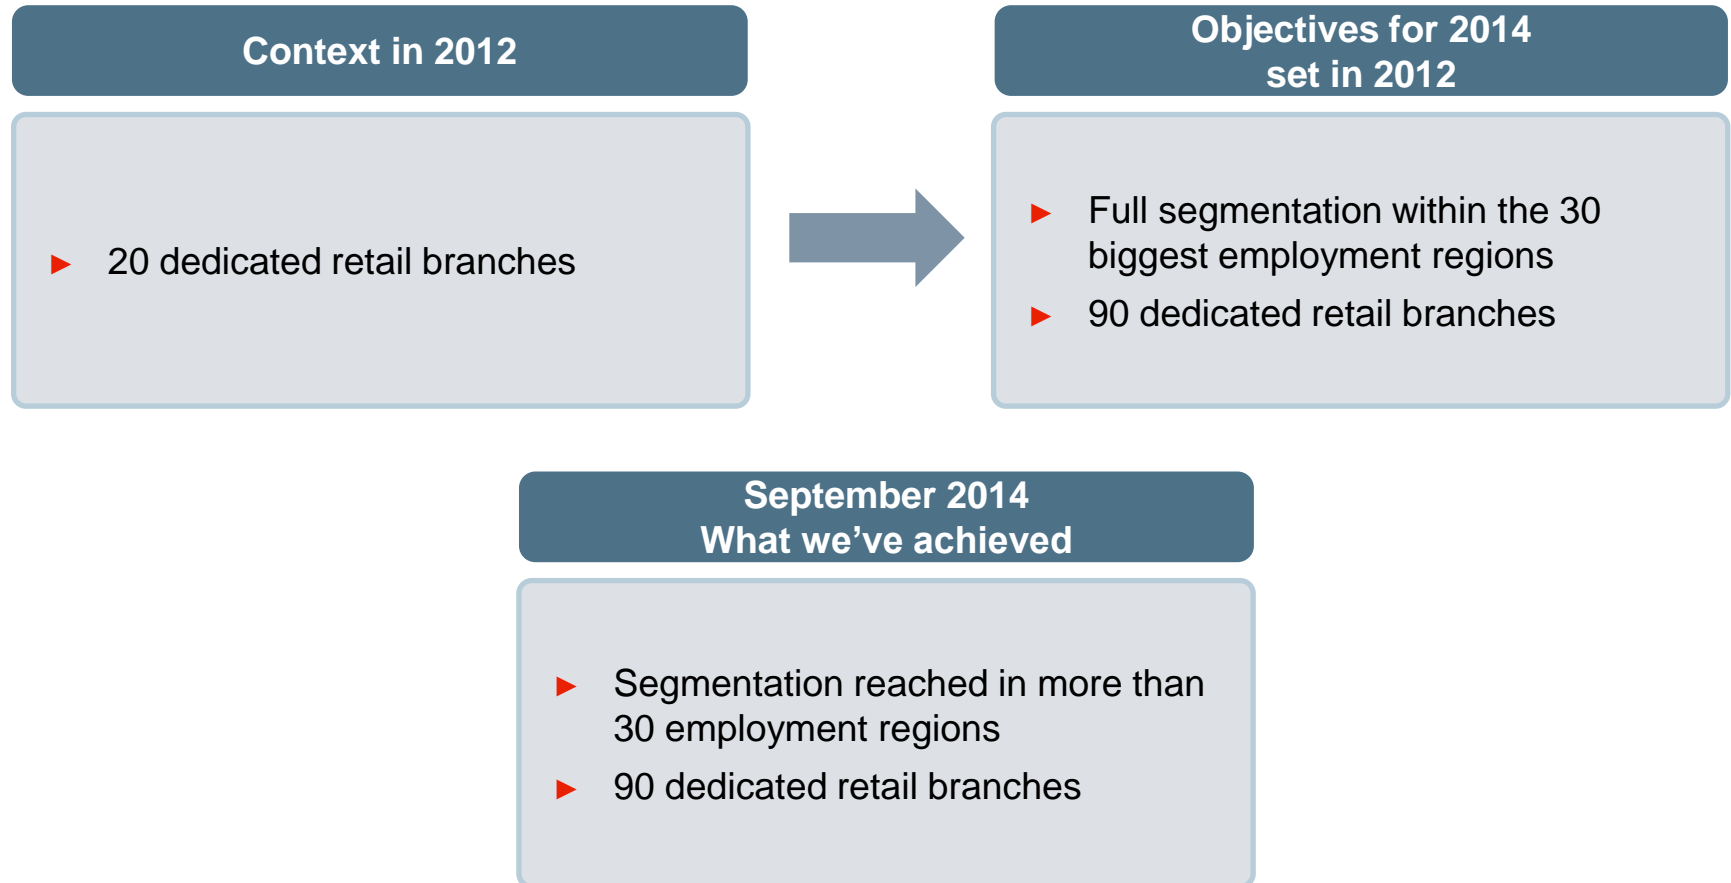 Context in 2012
► 20 dedicated retail branches
Objectives for 2014
set in 2012
► Full segmentation within the 30
biggest employment regions
► 90 dedicated retail branches
September 2014
What we’ve achieved
► Segmentation reached in more than
30 employment regions
► 90 dedicated retail branches